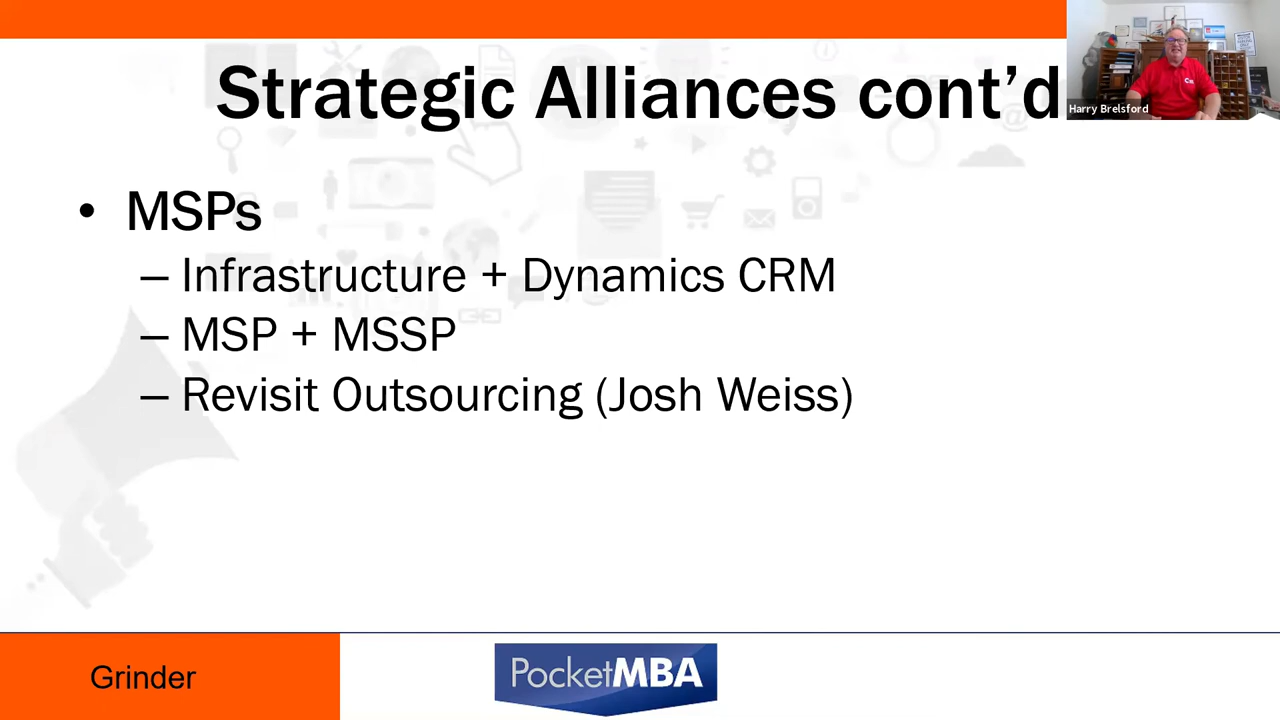 Strategic Alliances cont’d
Harry Brelsford
• MSPs
– Infrastructure + Dynamics CRM
– MSP + MSSP
– Revisit Outsourcing (Josh Weiss)
Grinder
PocketMBA